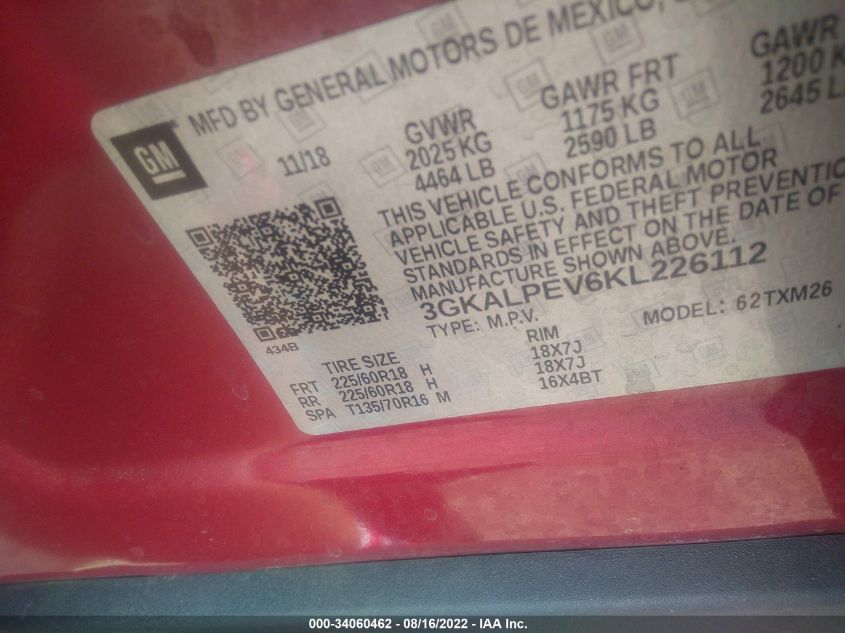 MFD BY GENERAL MOTORS DE MEXICO,
GM
11/18
GVWR
2025 KG
4464 LB
GAWR FRT
1175 KG
2590 LB
GAWR
1200
2645
THIS VEHICLE CONFORMS TO ALL
APPLICABLE U.S. FEDERAL MOTOR
VEHICLE SAFETY AND THEFT PREVENTIO
STANDARDS IN EFFECT ON THE DATE OF
MANUFACTURE SHOWN ABOVE.
3GKALPEV6KL226112
TYPE: M.P.V. MODEL: 62TXM26
434B
TIRE SIZE RIM
FRT 225/60R18 H 18X7J
RR 225/60R18 H 18X7J
SPA T135/70R16 M 16X4BT
000-34060462 - 08/16/2022 - IAA Inc.